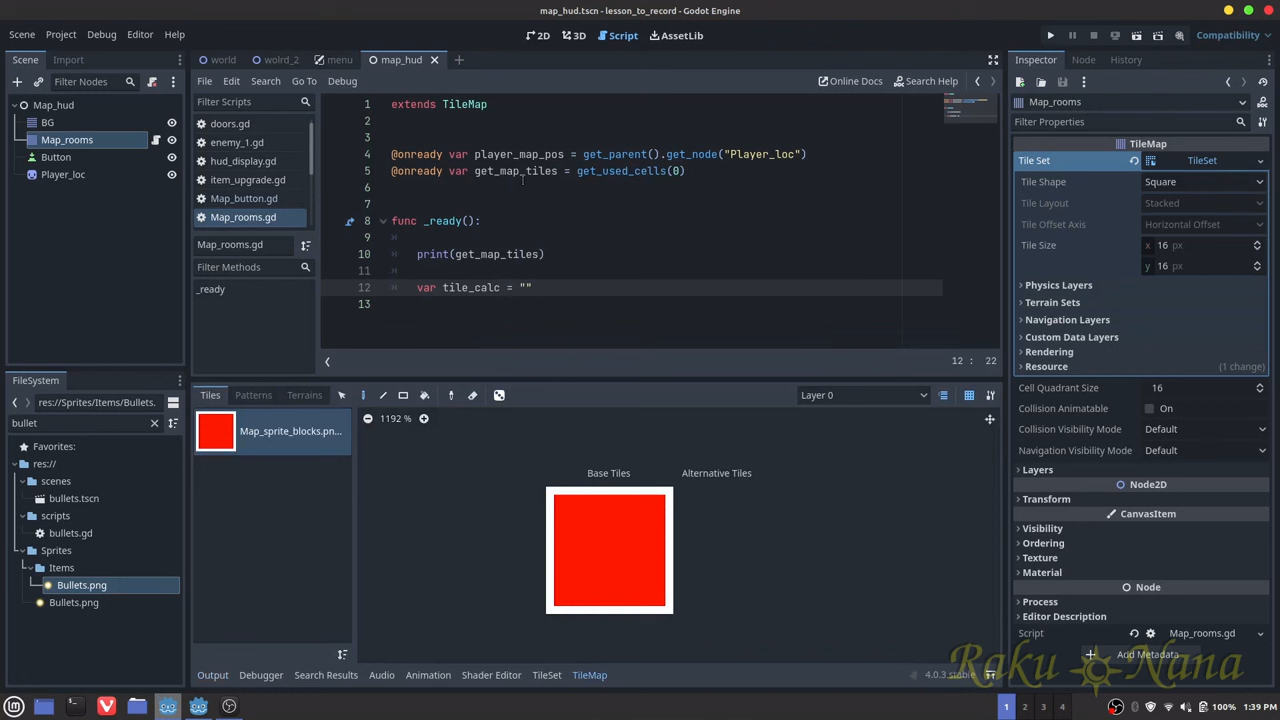 map_hud.tscn - lesson_to_record - Godot Engine
Scene Project Debug Editor Help
2D 3D Script AssetLib
Compatibility
Scene Import
Filter Nodes
Map_hud
BG
Map_rooms
Button
Player_loc
world wolrd_2 menu map_hud
File Edit Search Go To Debug
Online Docs Search Help
Filter Scripts
doors.gd
enemy_1.gd
hud_display.gd
item_upgrade.gd
Map_button.gd
Map_rooms.gd
Map_rooms.gd
Filter Methods
_ready
1 extends TileMap
2
3
4 @onready var player_map_pos = get_parent().get_node("Player_loc")
5 @onready var get_map_tiles = get_used_cells(0)
6
7
8 func _ready():
9
10 print(get_map_tiles)
11
12 var tile_calc = ""
13
12 : 22
FileSystem
res://Sprites/Items/Bullets.
bullet
Favorites:
res://
scenes
bullets.tscn
scripts
bullets.gd
Sprites
Items
Bullets.png
Bullets.png
Tiles Patterns Terrains
Layer 0
Map_sprite_blocks.pn...
1192 %
Base Tiles Alternative Tiles
Output Debugger Search Results Audio Animation Shader Editor TileSet TileMap
4.0.3.stable
Inspector Node History
Map_rooms
Filter Properties
TileMap
Tile Set TileSet
Tile Shape Square
Tile Layout Stacked
Tile Offset Axis Horizontal Offset
Tile Size x 16 px
y 16 px
Physics Layers
Terrain Sets
Navigation Layers
Custom Data Layers
Rendering
Resource (1 change)
Cell Quadrant Size 16
Collision Animatable On
Collision Visibility Mode Default
Navigation Visibility Mode Default
Layers
Node2D
Transform
CanvasItem
Visibility
Ordering
Texture
Material
Node
Process
Editor Description
Script Map_rooms.gd
Add Metadata
Raku Nana
1 2 3 4
100% 1:39 PM